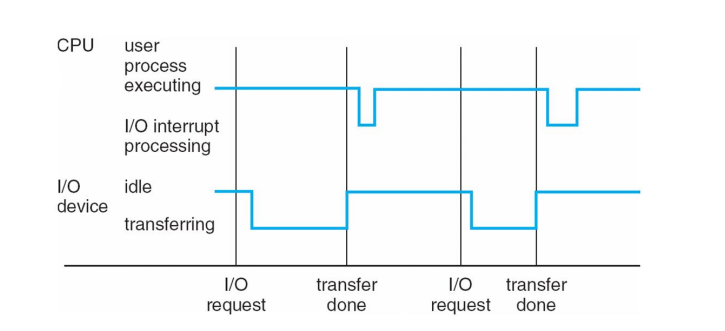 CPU
user
process
executing
I/O interrupt
processing
I/O
device
idle
transferring
I/O
request
transfer
done
I/O
request
transfer
done